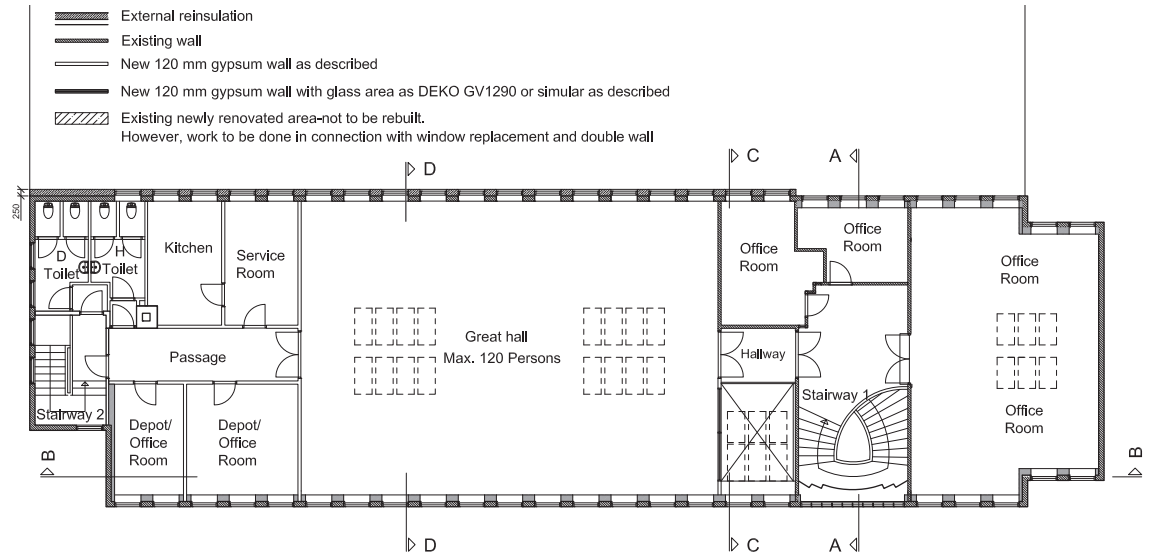 External reinsulation
Existing wall
New 120 mm gypsum wall as described
New 120 mm gypsum wall with glass area as DEKO GV1290 or simular as described
Existing newly renovated area-not to be rebuilt.
However, work to be done in connection with window replacement and double wall
D
C
A
250
D
Toilet
H
Toilet
Kitchen
Service
Room
Office
Room
Office
Room
Office
Room
Great hall
Max. 120 Persons
Passage
Hallway
Stairway 1
Stairway 2
Depot/
Office
Room
Depot/
Office
Room
Office
Room
B
B
D
C
A